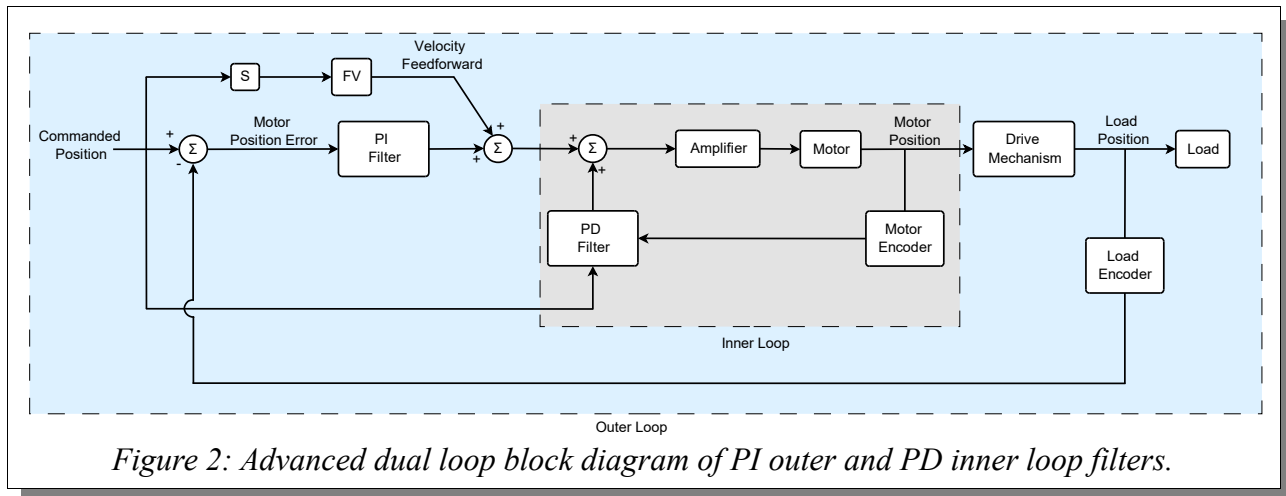 Velocity
Feedforward
S
FV
+
Commanded
Position
+
-
Σ
Motor
Position Error
PI
Filter
+
Σ
+
Σ
+
Amplifier
Motor
Motor
Position
Drive
Mechanism
Load
Position
Load
PD
Filter
Motor
Encoder
Load
Encoder
Inner Loop
Outer Loop
Figure 2: Advanced dual loop block diagram of PI outer and PD inner loop filters.